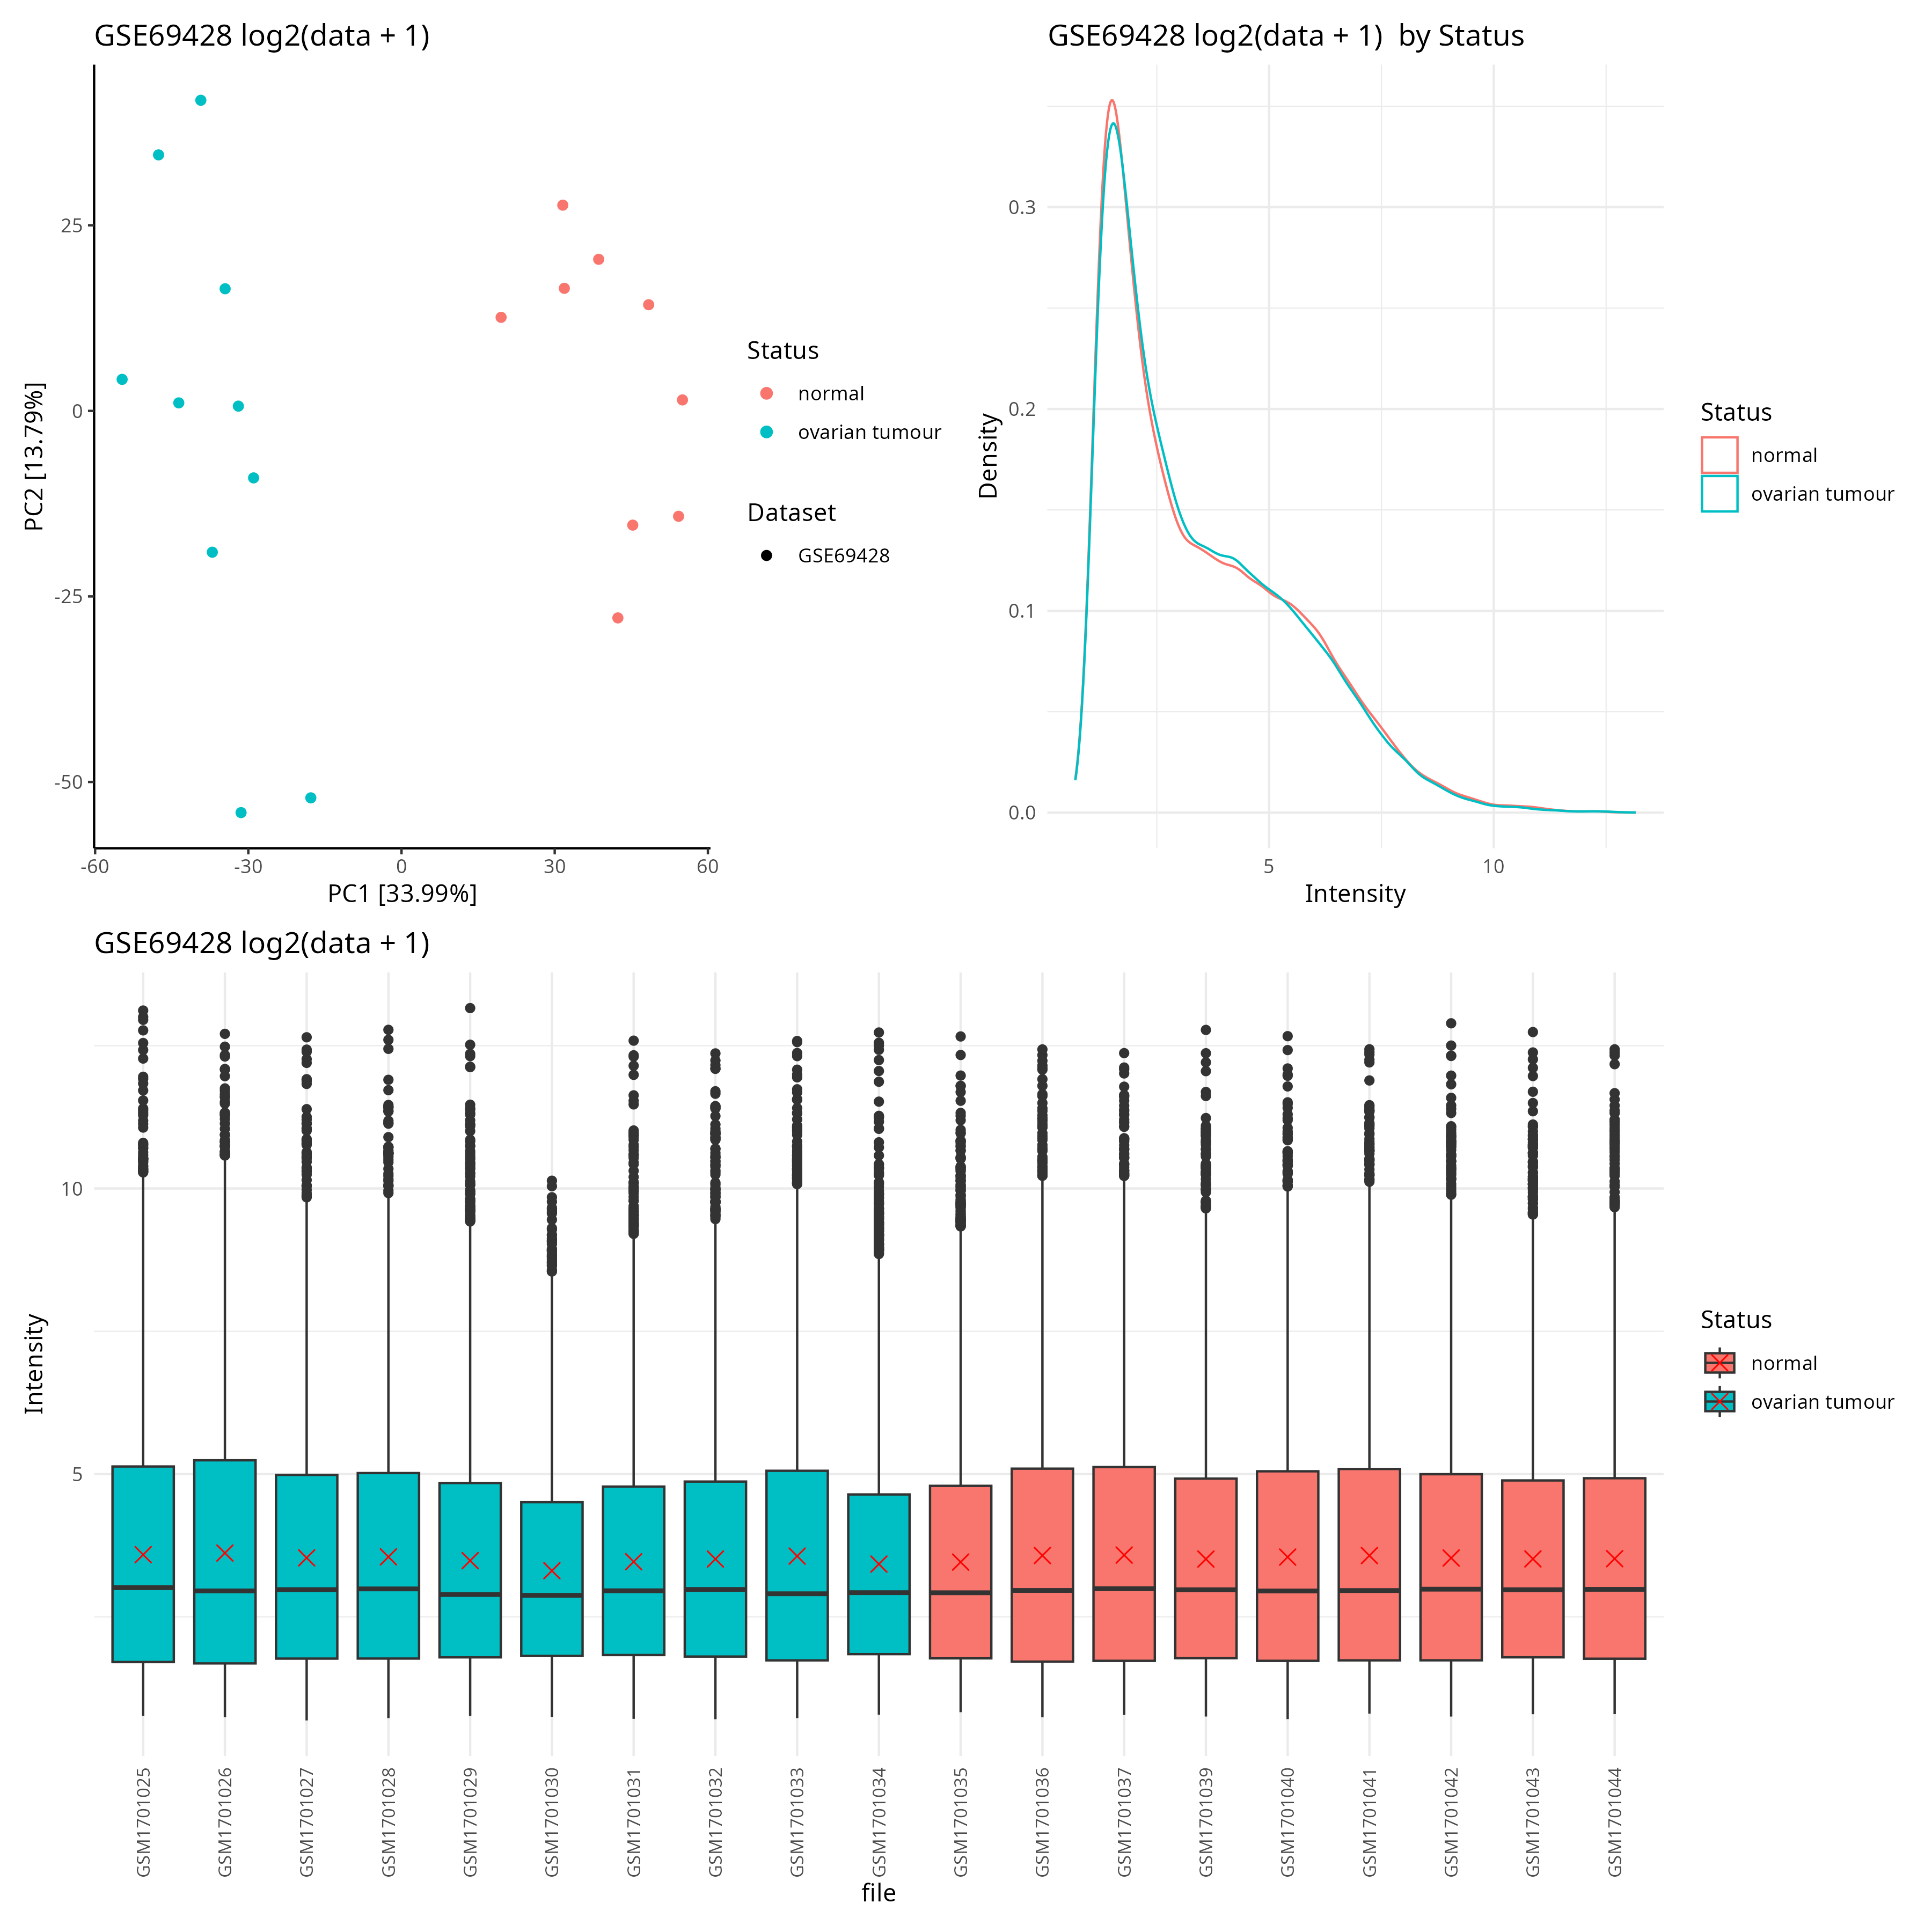 GSE69428 log2(data + 1)
PC2 [13.79%]
25
0
-25
-50
-60
-30
0
30
60
PC1 [33.99%]
Status
normal
ovarian tumour
Dataset
GSE69428
GSE69428 log2(data + 1)  by Status
Density
0.3
0.2
0.1
0.0
5
10
Intensity
Status
normal
ovarian tumour
GSE69428 log2(data + 1)
Intensity
10
5
GSM1701025
GSM1701026
GSM1701027
GSM1701028
GSM1701029
GSM1701030
GSM1701031
GSM1701032
GSM1701033
GSM1701034
GSM1701035
GSM1701036
GSM1701037
GSM1701039
GSM1701040
GSM1701041
GSM1701042
GSM1701043
GSM1701044
file
Status
normal
ovarian tumour